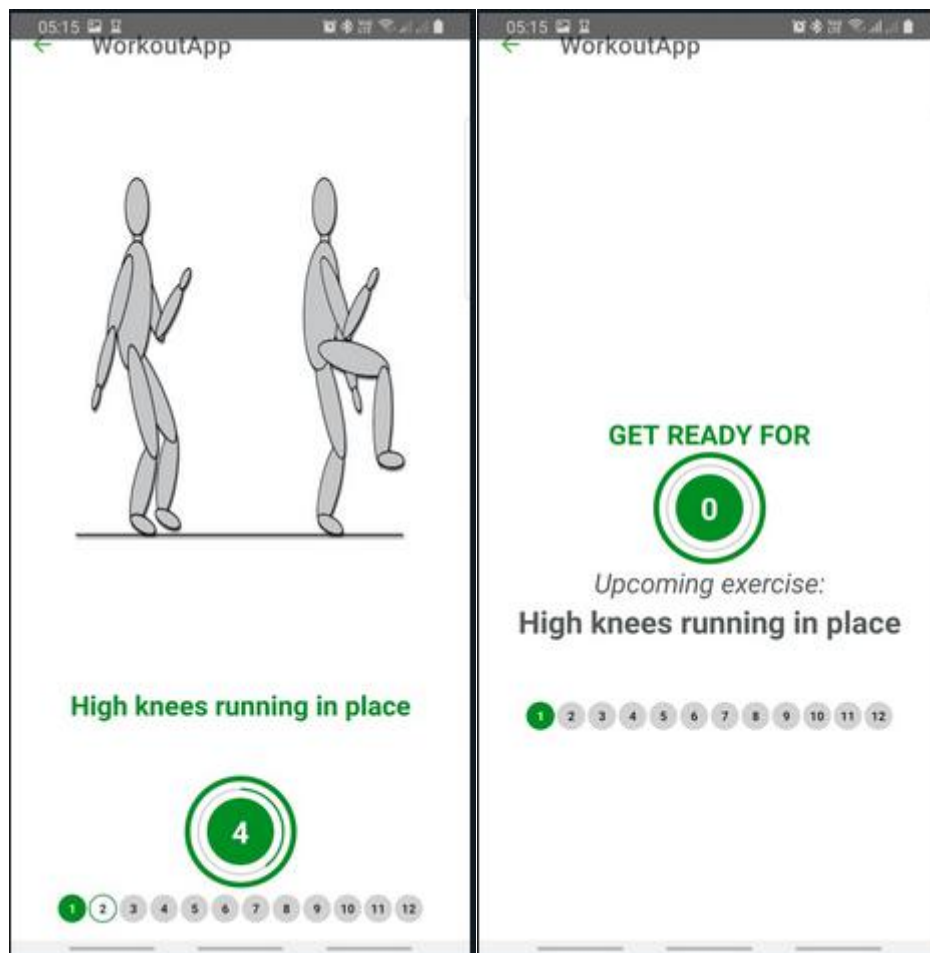 05:15
WorkoutApp
High knees running in place
4
1 2 3 4 5 6 7 8 9 10 11 12
05:15
WorkoutApp
GET READY FOR
0
Upcoming exercise:
High knees running in place
1 2 3 4 5 6 7 8 9 10 11 12